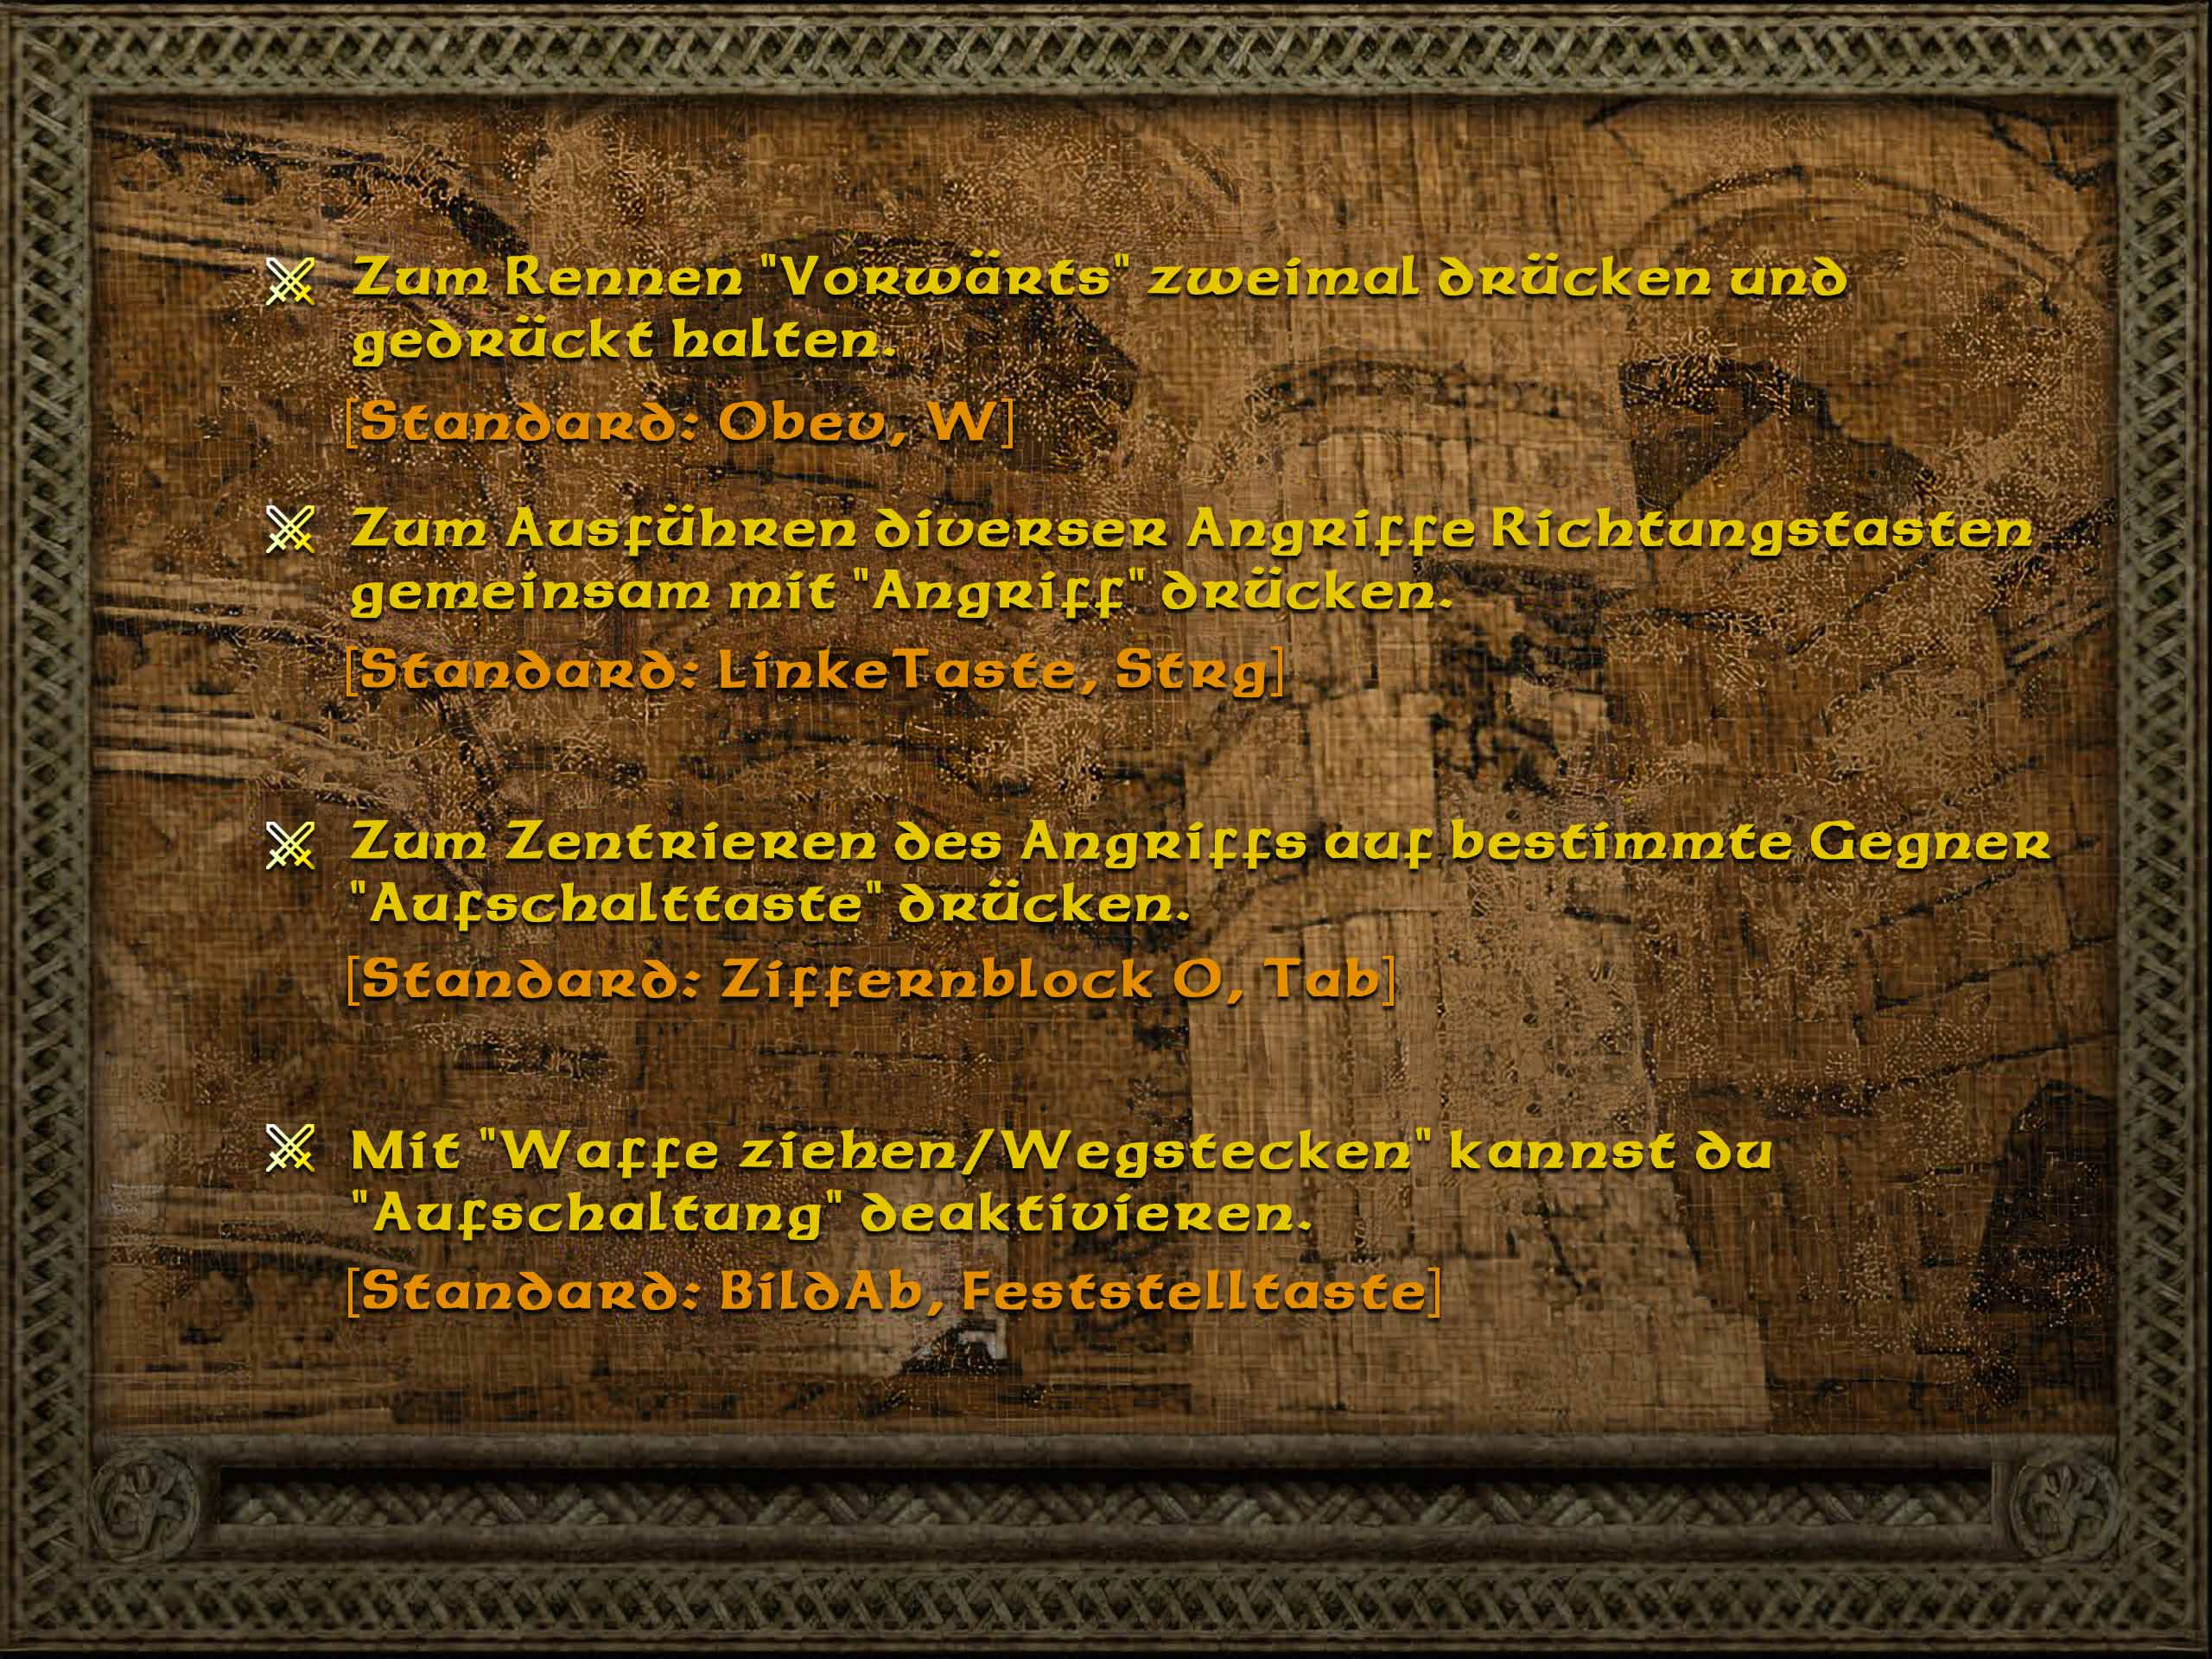 Zum Rennen "Vorwärts" zweimal drücken und
gedrückt halten.
[Standard: Obev, W]
Zum Ausführen diverser Angriffe Richtungstasten
gemeinsam mit "Angriff" drücken.
[Standard: LinkeTaste, Strg]
Zum Zentrieren des Angriffs auf bestimmte Gegner
"Aufschalttaste" drücken.
[Standard: Ziffernblock 0, Tab]
Mit "Waffe ziehen/Wegstecken" kannst du
"Aufschaltung" deaktivieren.
[Standard: BildAb, Feststelltaste]